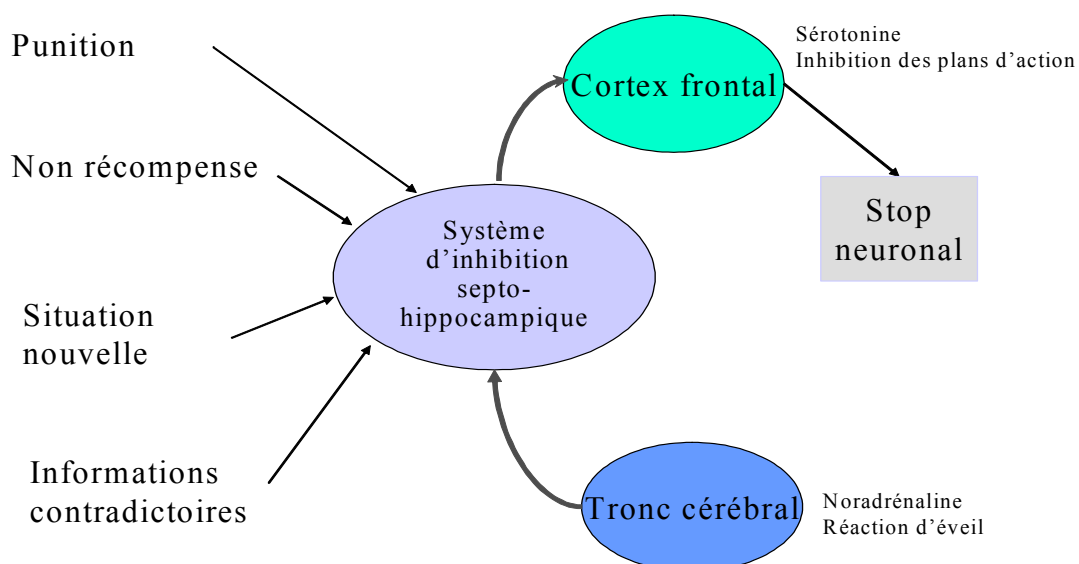 Punition
Non récompense
Situation
nouvelle
Informations
contradictoires
Système
d'inhibition
septo-
hippocampique
Cortex frontal
Sérotonine
Inhibition des plans d'action
Stop
neuronal
Tronc cérébral
Noradrénaline
Réaction d'éveil